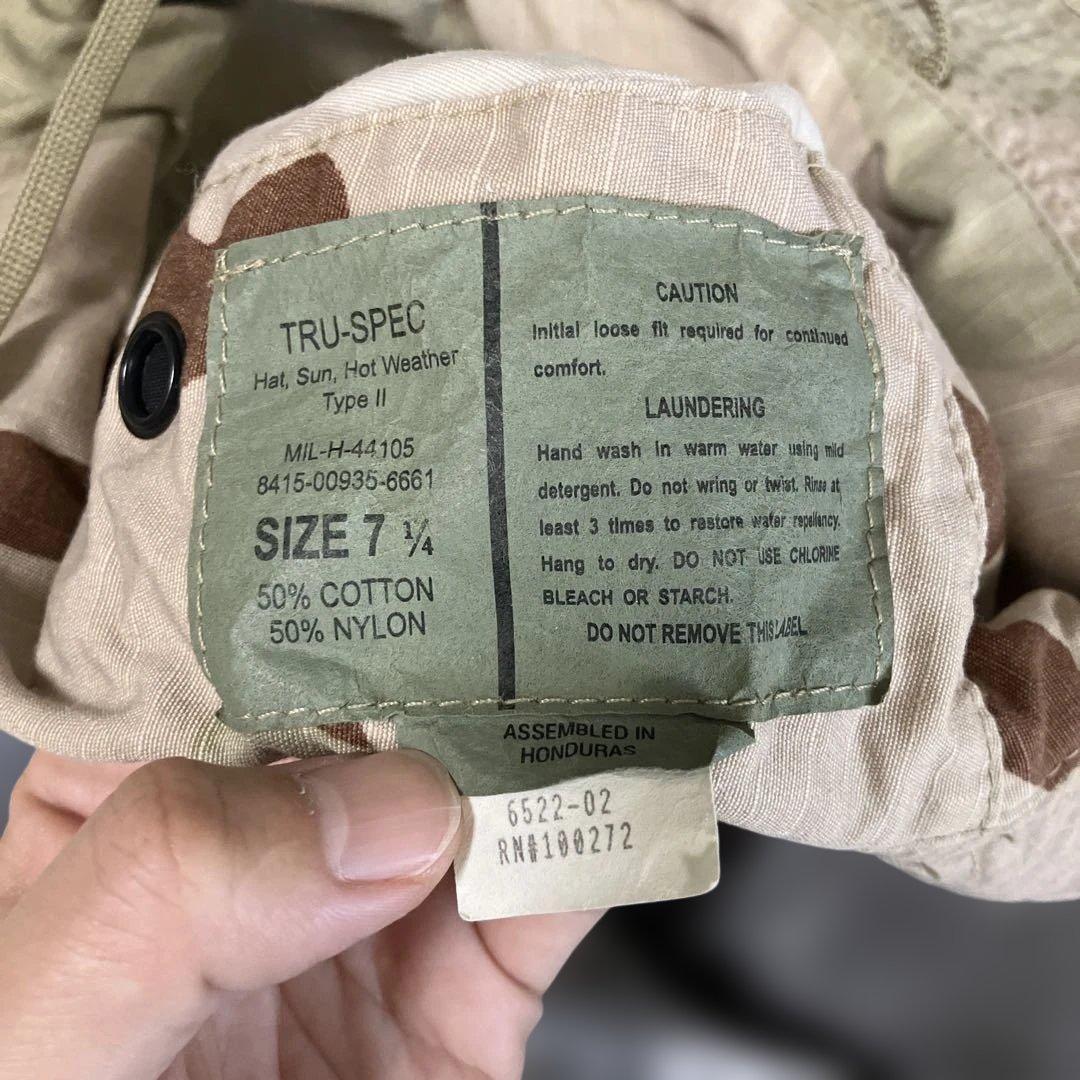 TRU-SPEC
Hat, Sun, Hot Weather
Type II
MIL-H-44105
8415-00935-6661
SIZE 7 ¼
50% COTTON
50% NYLON
CAUTION
Initial loose fit required for continued
comfort.
LAUNDERING
Hand wash in warm water using mild
detergent. Do not wring or twist. Rinse at
least 3 times to restore water repellency.
Hang to dry. DO NOT USE CHLORINE
BLEACH OR STARCH.
DO NOT REMOVE THIS LABEL
ASSEMBLED IN
HONDURAS
6522-02
RN#100272